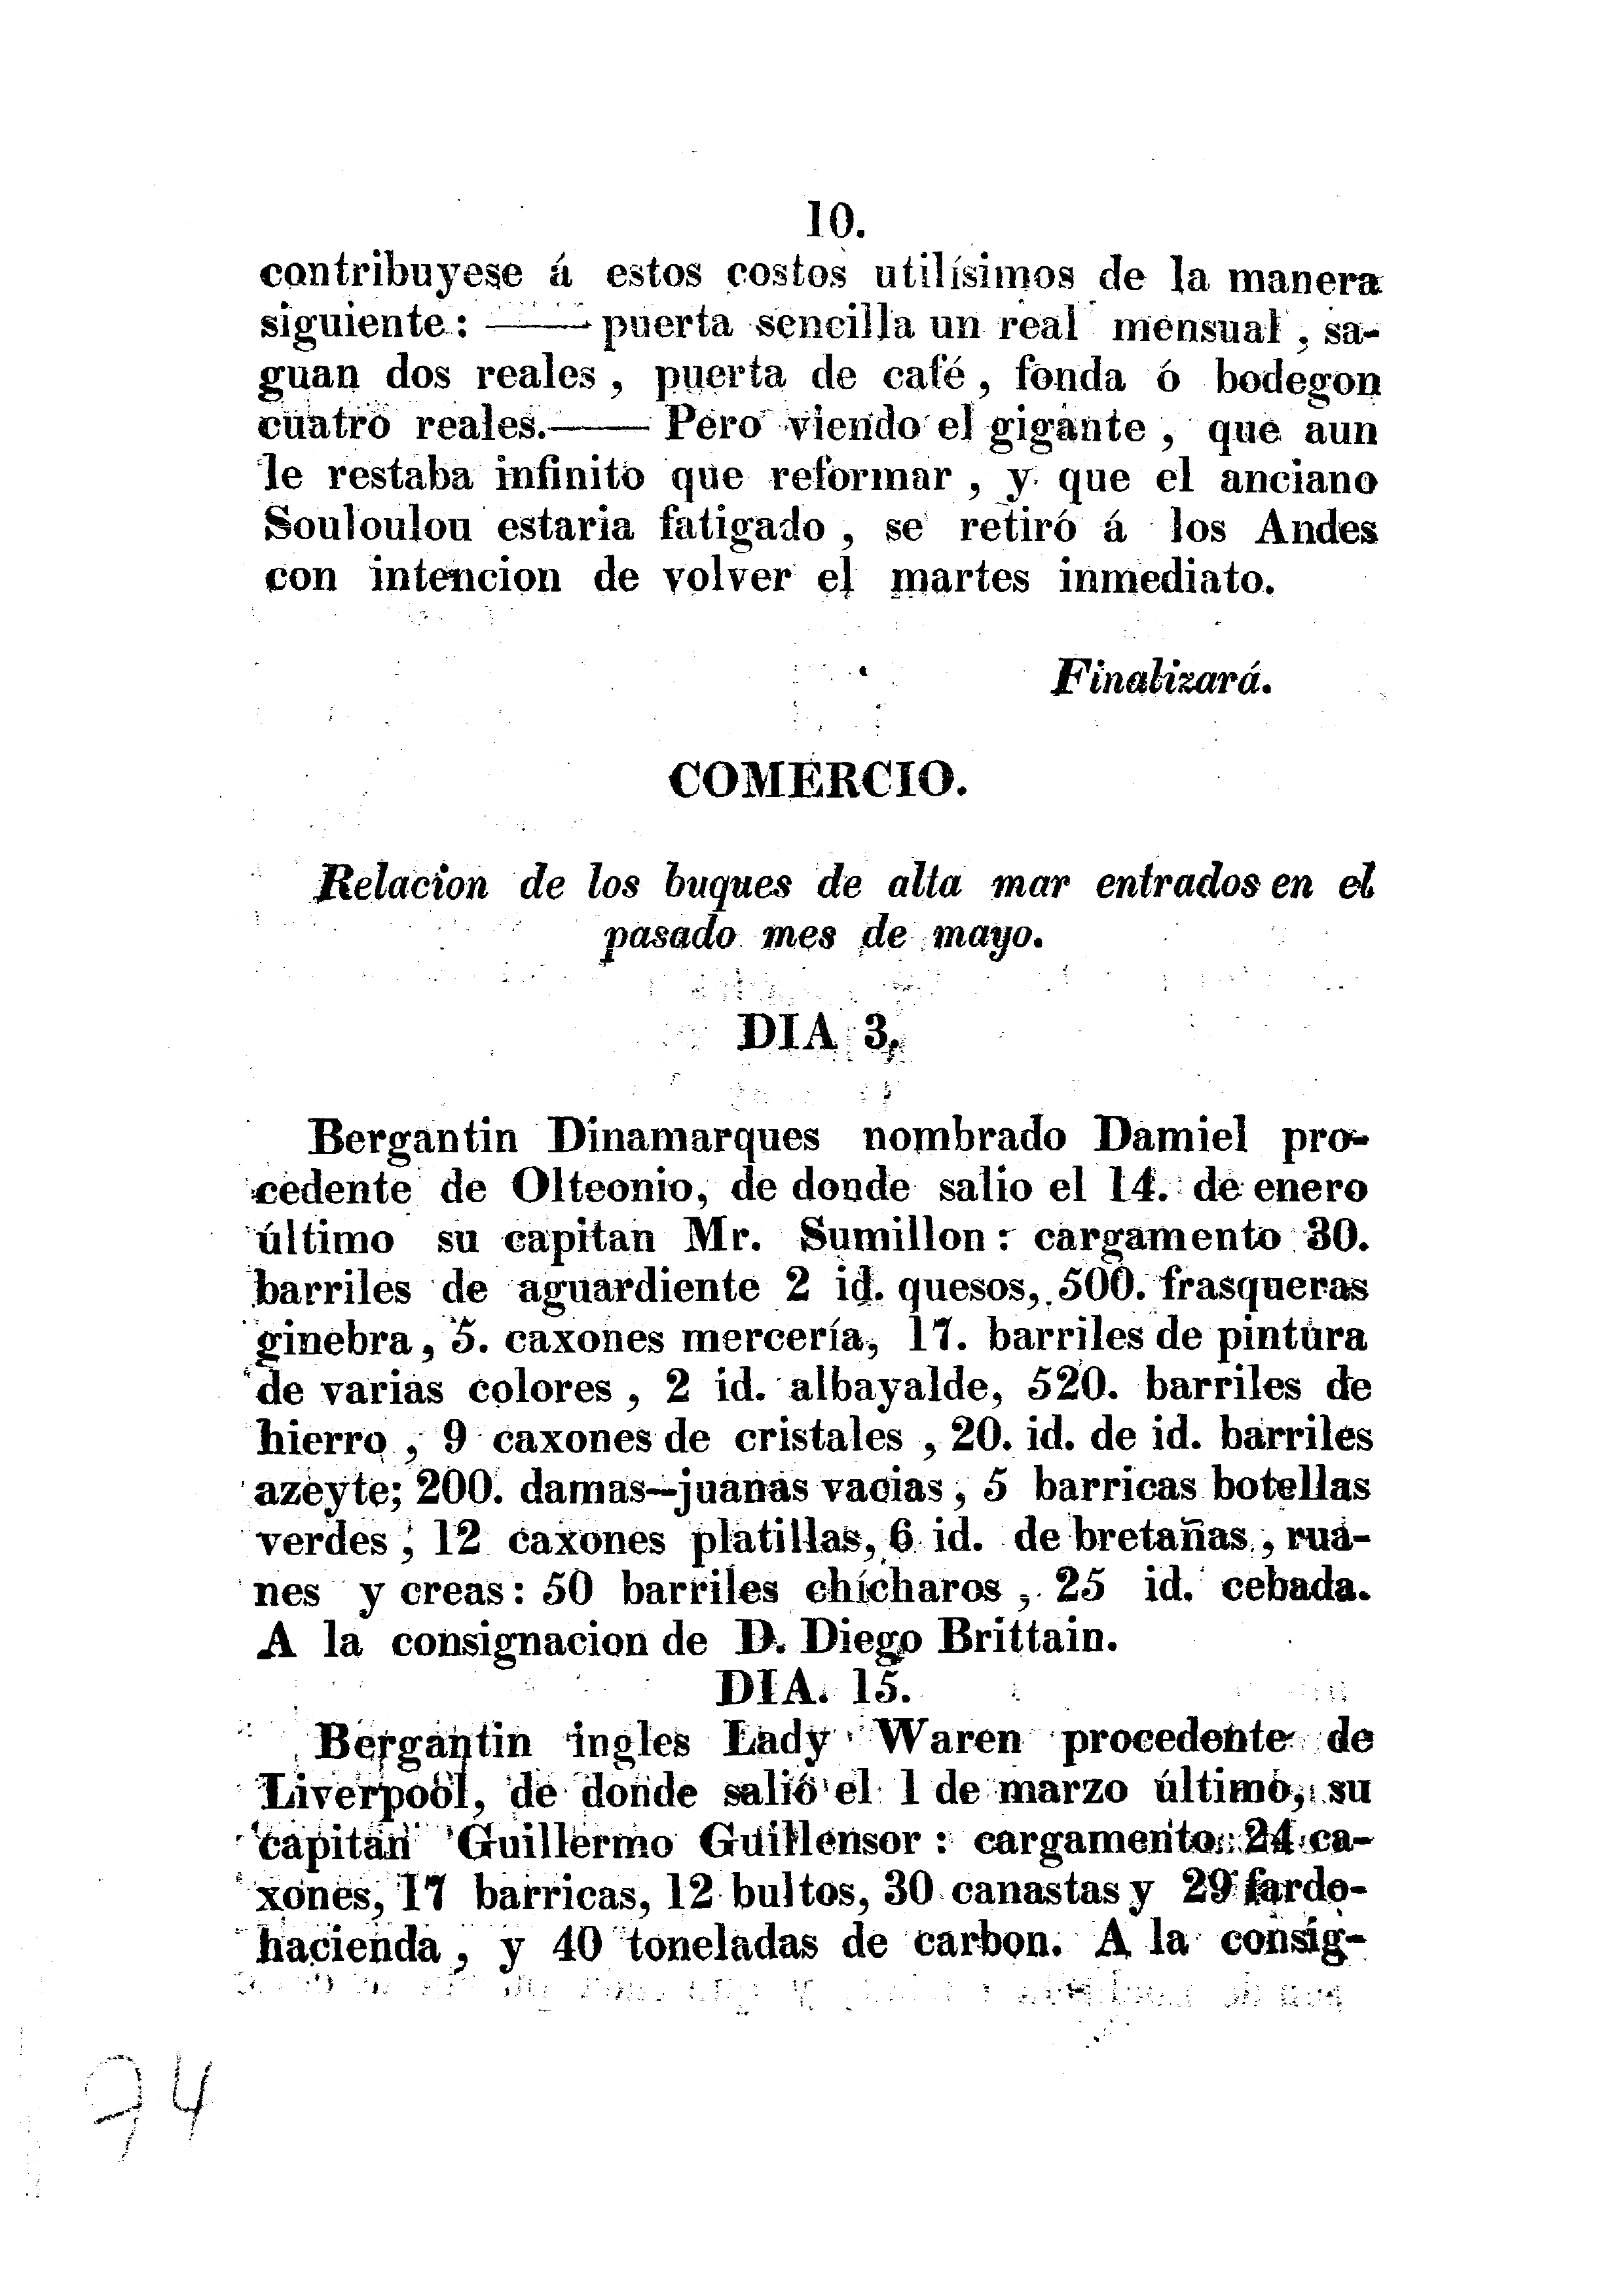 10.
contribuyese á estos costos utilísimos de la manera
siguiente: —— puerta sencilla un real mensual, sa-
guan dos reales, puerta de café, fonda ó bodegon
cuatro reales.—— Pero viendo el gigante, que aun
le restaba infinito que reformar, y que el anciano
Souloulou estaria fatigado, se retiró á los Andes
con intencion de volver el martes inmediato.
Finalizará.
COMERCIO.
Relacion de los buques de alta mar entrados en el
pasado mes de mayo.
DIA 3.
Bergantin Dinamarques nombrado Damiel pro-
cedente de Olteonio, de donde salio el 14. de enero
último su capitan Mr. Sumillon: cargamento 30.
barriles de aguardiente 2 id. quesos, 500. frasqueras
ginebra, 5. caxones mercería, 17. barriles de pintura
de varias colores, 2 id. albayalde, 520. barriles de
hierro, 9 caxones de cristales, 20. id. de id. barriles
azeyte; 200. damas—juanas vacias, 5 barricas botellas
verdes, 12 caxones platillas, 6 id. de bretañas, rua-
nes y creas: 50 barriles chícharos, 25 id. cebada.
A la consignacion de D. Diego Brittain.
DIA. 15.
Bergantin ingles Lady Waren procedente de
Liverpool, de donde salió el 1 de marzo último, su
capitan Guillermo Guillensor: cargamento 24 ca-
xones, 17 barricas, 12 bultos, 30 canastas y 29 fardo-
hacienda, y 40 toneladas de carbon. A la consig-
94